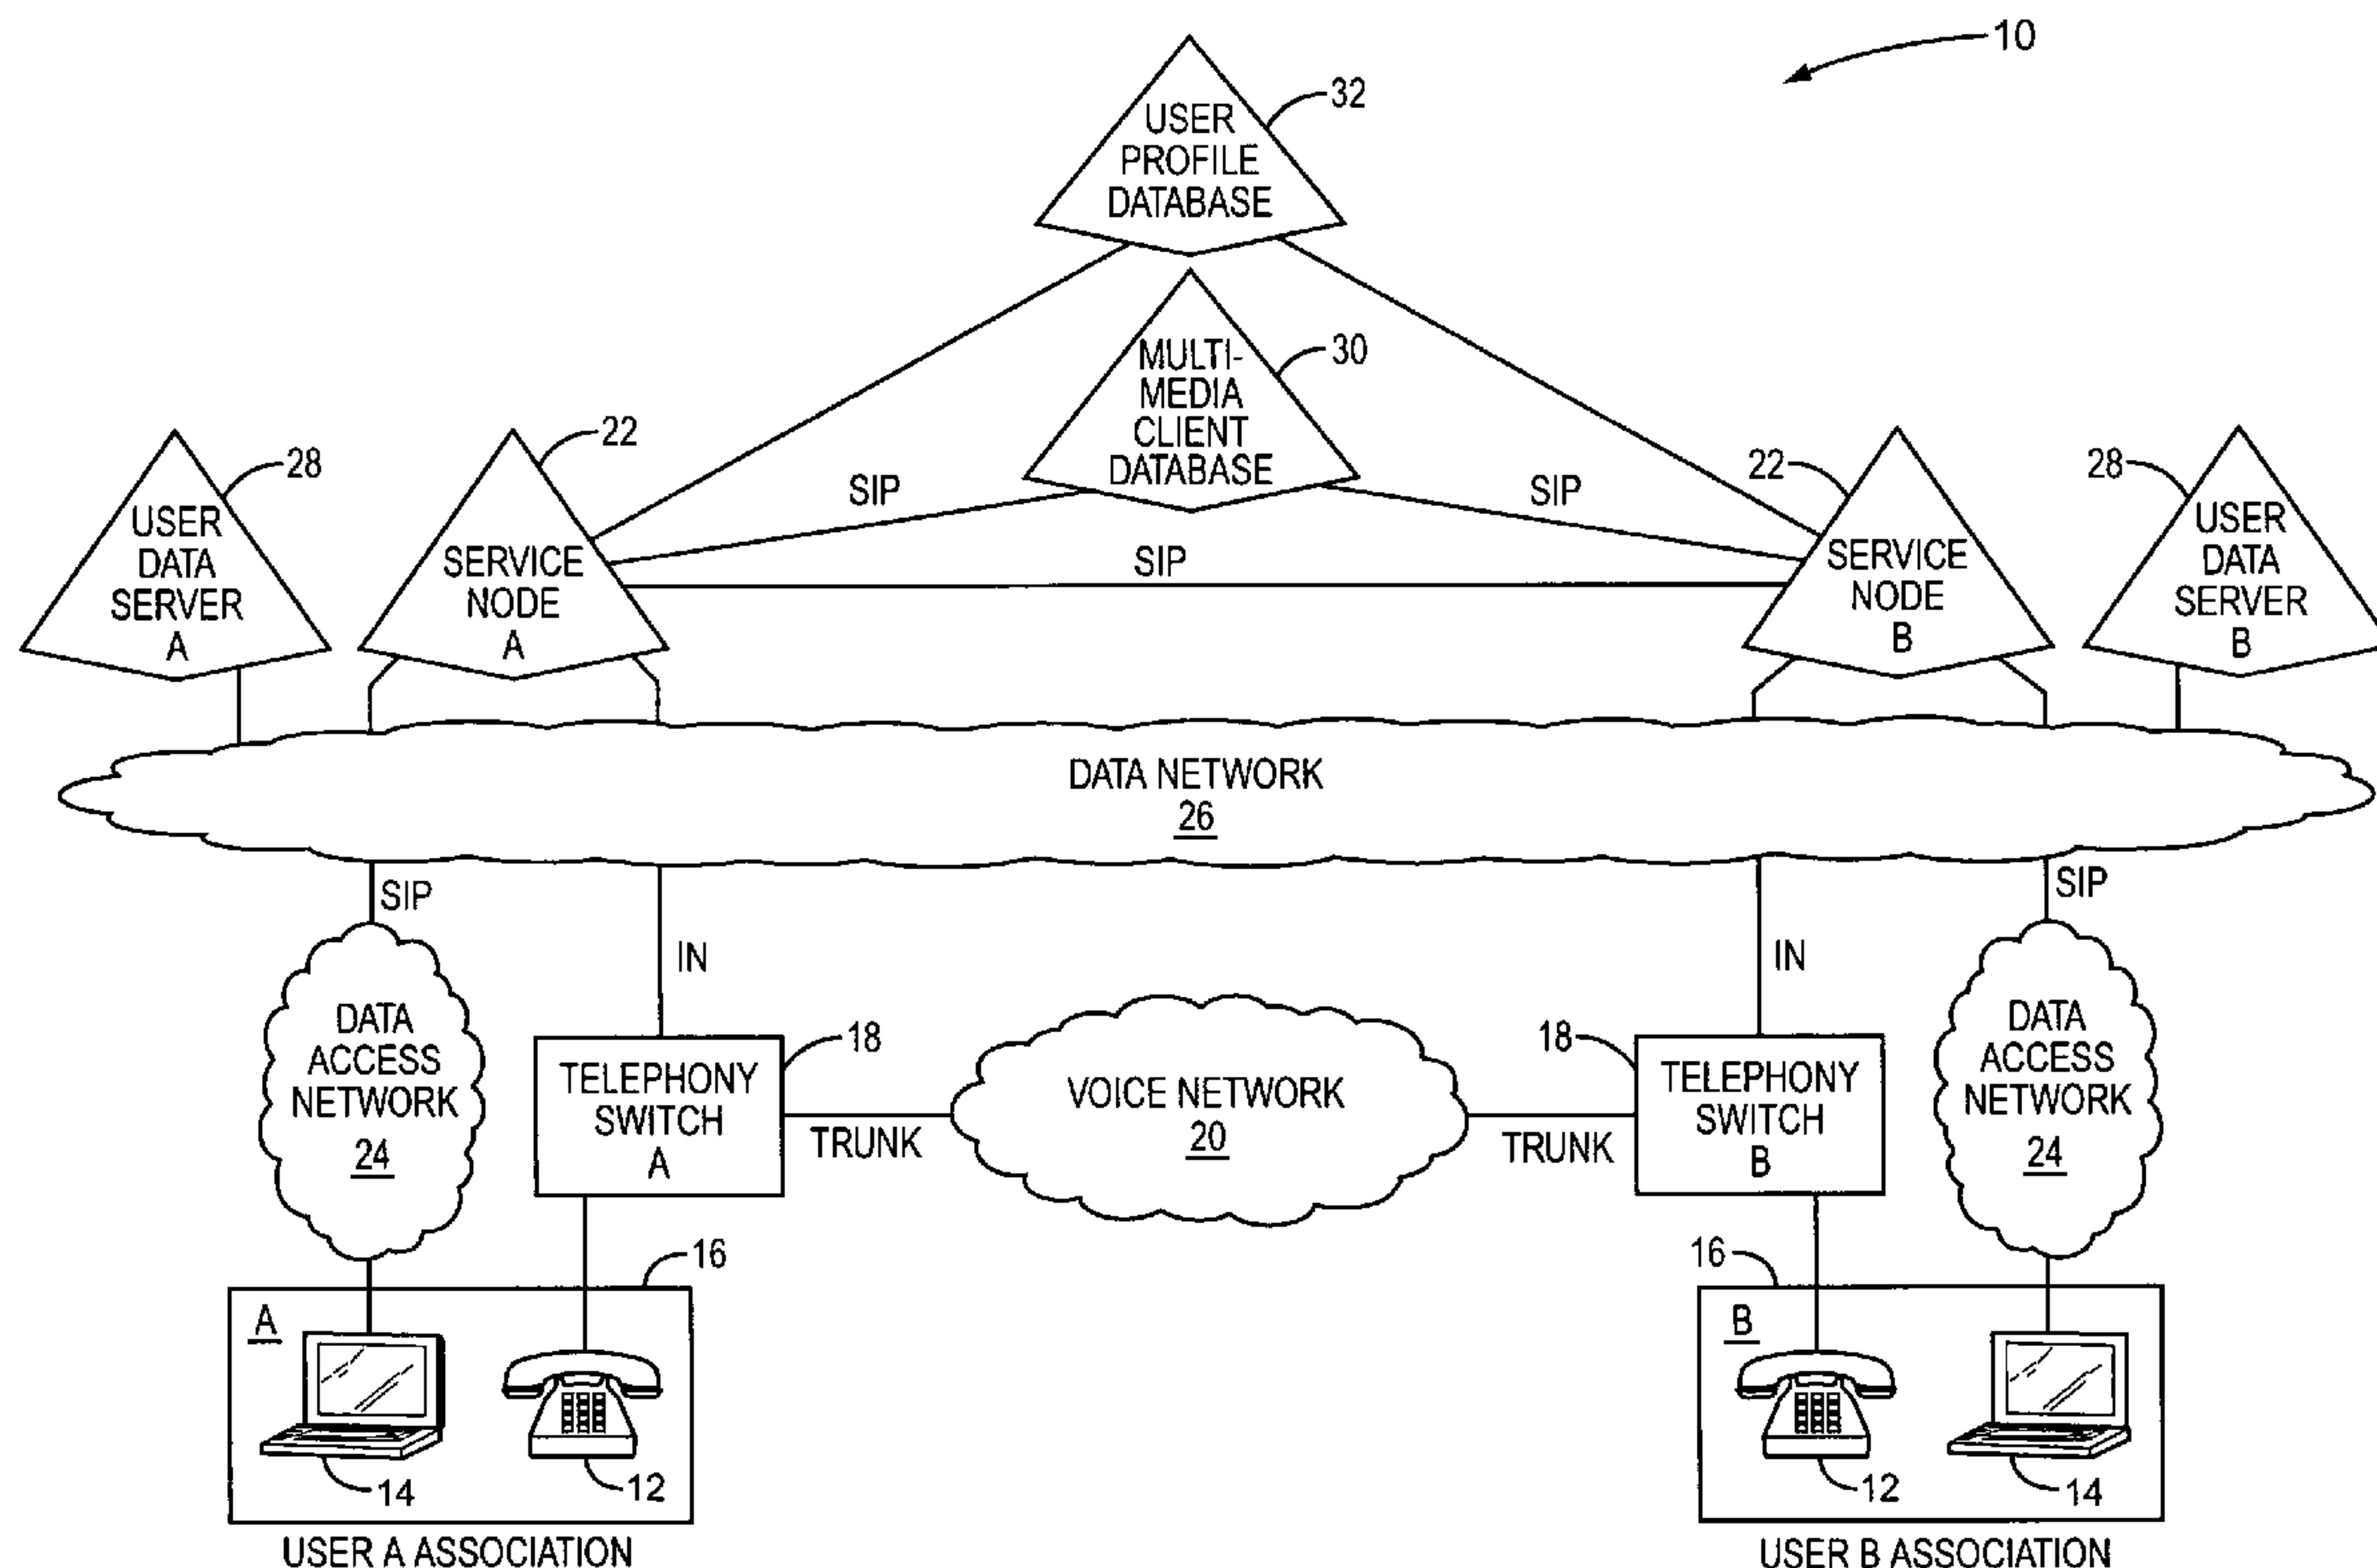 10
32
USER
PROFILE
DATABASE
30
MULTI-
MEDIA
CLIENT
DATABASE
28
USER
DATA
SERVER
A
22
SERVICE
NODE
A
SIP
SIP
SIP
22
SERVICE
NODE
B
28
USER
DATA
SERVER
B
DATA NETWORK
26
SIP
IN
IN
SIP
DATA
ACCESS
NETWORK
24
18
TELEPHONY
SWITCH
A
TRUNK
VOICE NETWORK
20
TRUNK
18
TELEPHONY
SWITCH
B
DATA
ACCESS
NETWORK
24
16
A
14
12
USER A ASSOCIATION
16
B
12
14
USER B ASSOCIATION